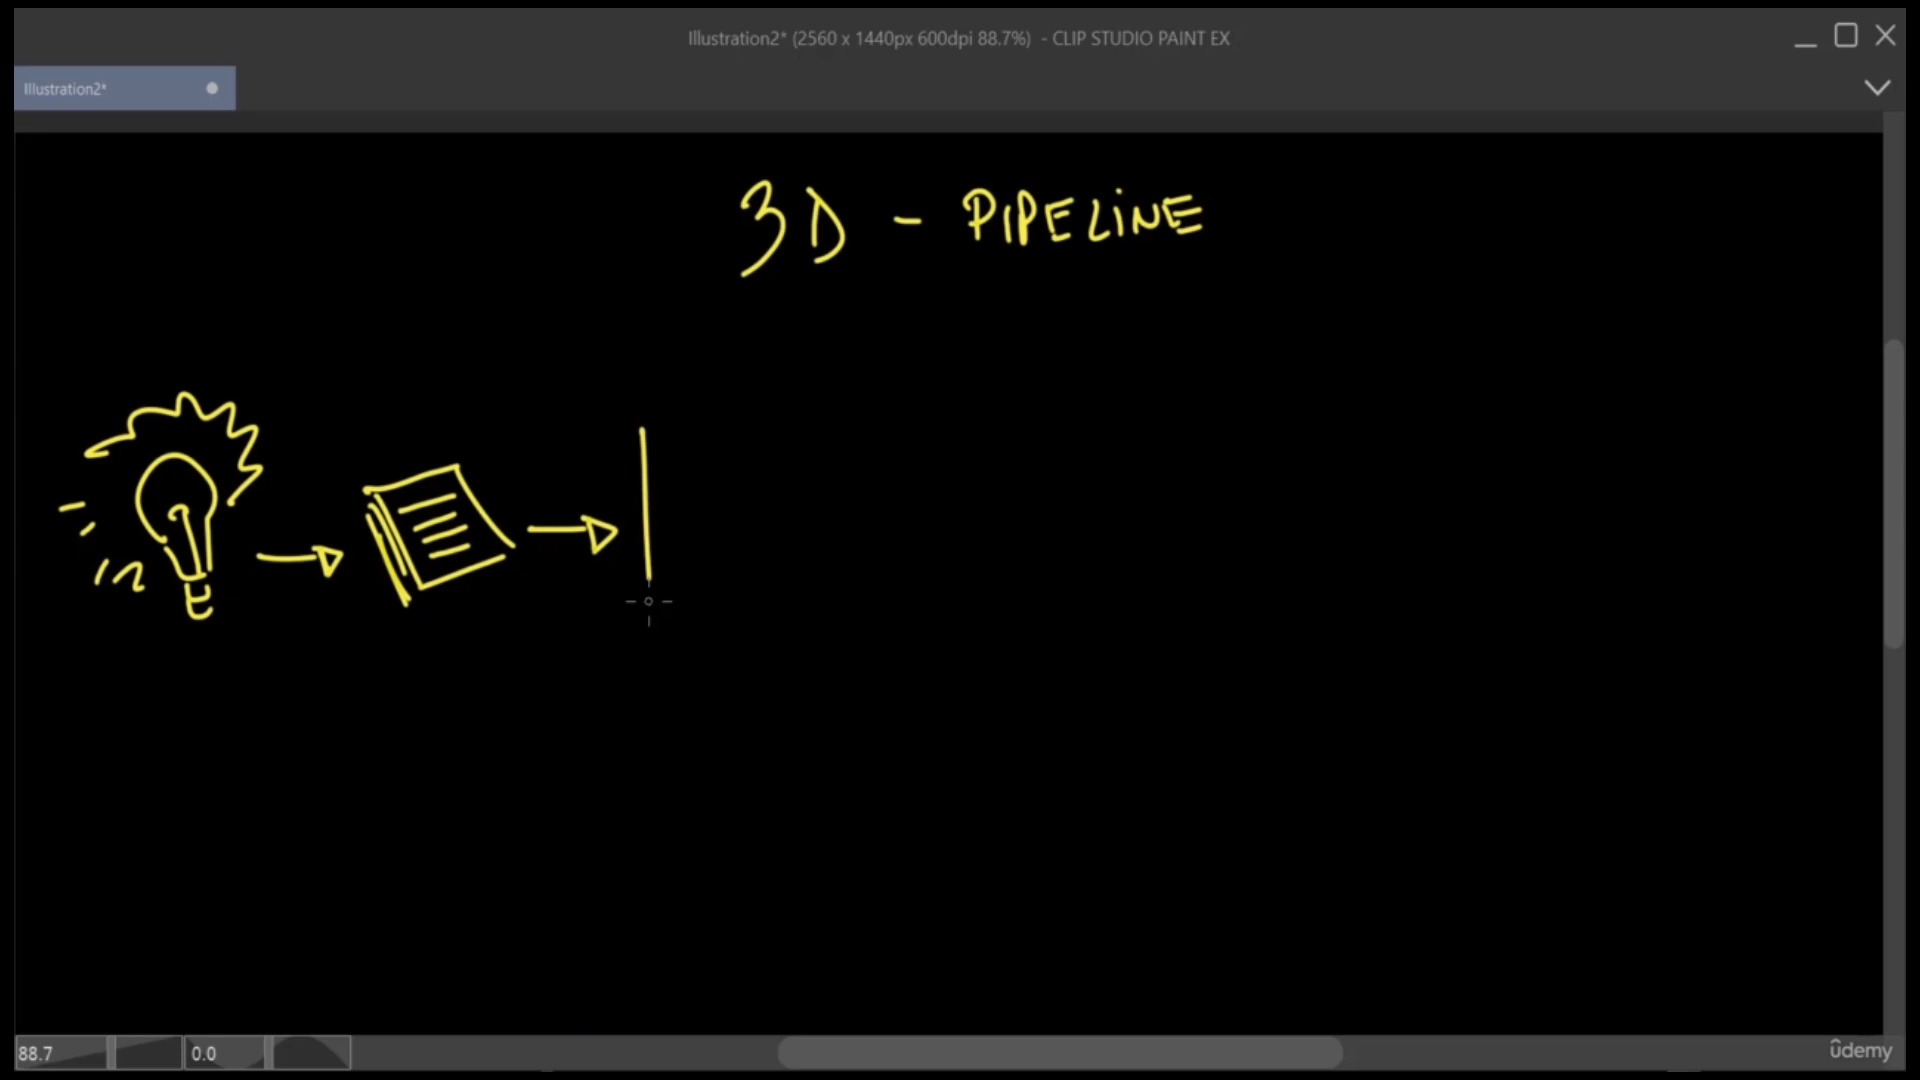 Illustration2* (2560 x 1440px 600dpi 88.7%) - CLIP STUDIO PAINT EX
Illustration2*
3D - PIPELINE
88.7
0.0
ûdemy